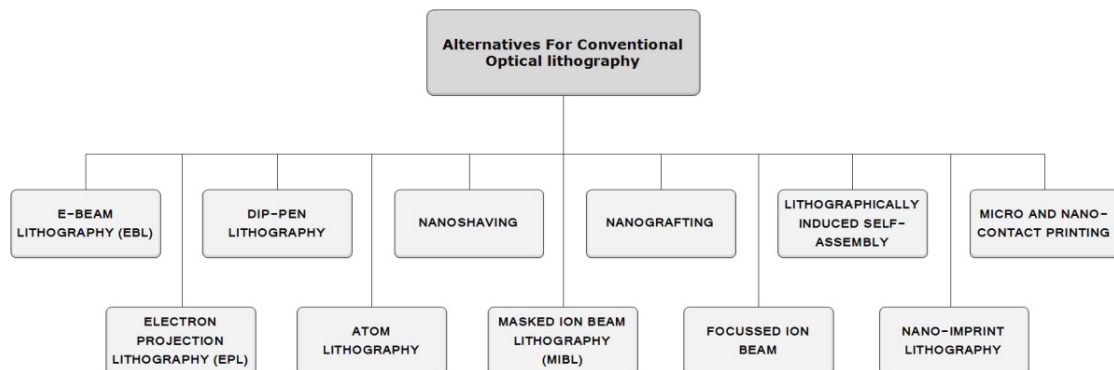 Alternatives For Conventional
Optical lithography
E-BEAM
LITHOGRAPHY (EBL)
DIP-PEN
LITHOGRAPHY
NANOSHAVING
NANOGRAFTING
LITHOGRAPHICALLY
INDUCED SELF-
ASSEMBLY
MICRO AND NANO-
CONTACT PRINTING
ELECTRON
PROJECTION
LITHOGRAPHY (EPL)
ATOM
LITHOGRAPHY
MASKED ION BEAM
LITHOGRAPHY (MIBL)
FOCUSSED ION
BEAM
NANO-IMPRINT
LITHOGRAPHY